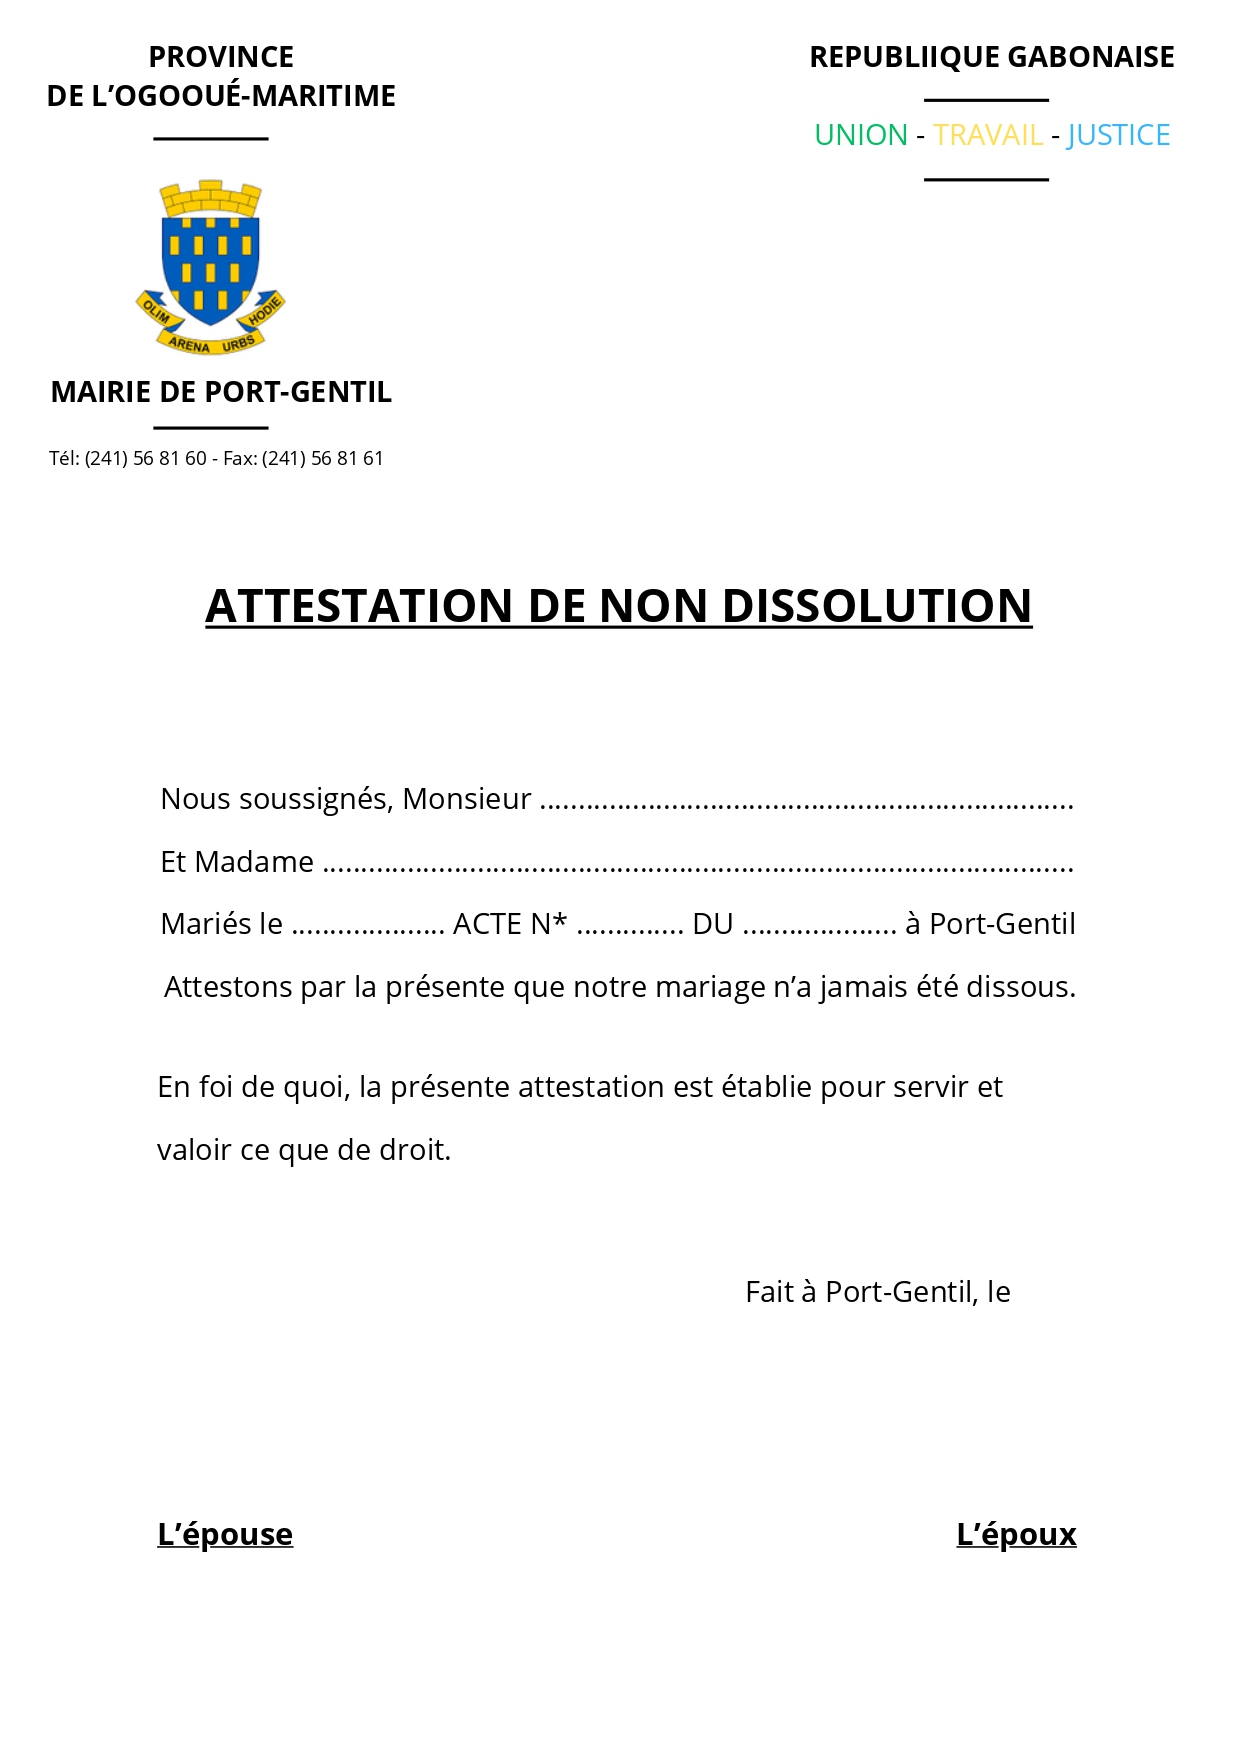 PROVINCE
DE L’OGOOUÉ-MARITIME
REPUBLIIQUE GABONAISE
UNION - TRAVAIL - JUSTICE
OLIM ARENA URBS HODIE
MAIRIE DE PORT-GENTIL
Tél: (241) 56 81 60 - Fax: (241) 56 81 61
ATTESTATION DE NON DISSOLUTION
Nous soussignés, Monsieur .....................................................................
Et Madame .................................................................................................
Mariés le .................... ACTE N* .............. DU .................... à Port-Gentil
Attestons par la présente que notre mariage n’a jamais été dissous.
En foi de quoi, la présente attestation est établie pour servir et
valoir ce que de droit.
Fait à Port-Gentil, le
L’épouse
L’époux